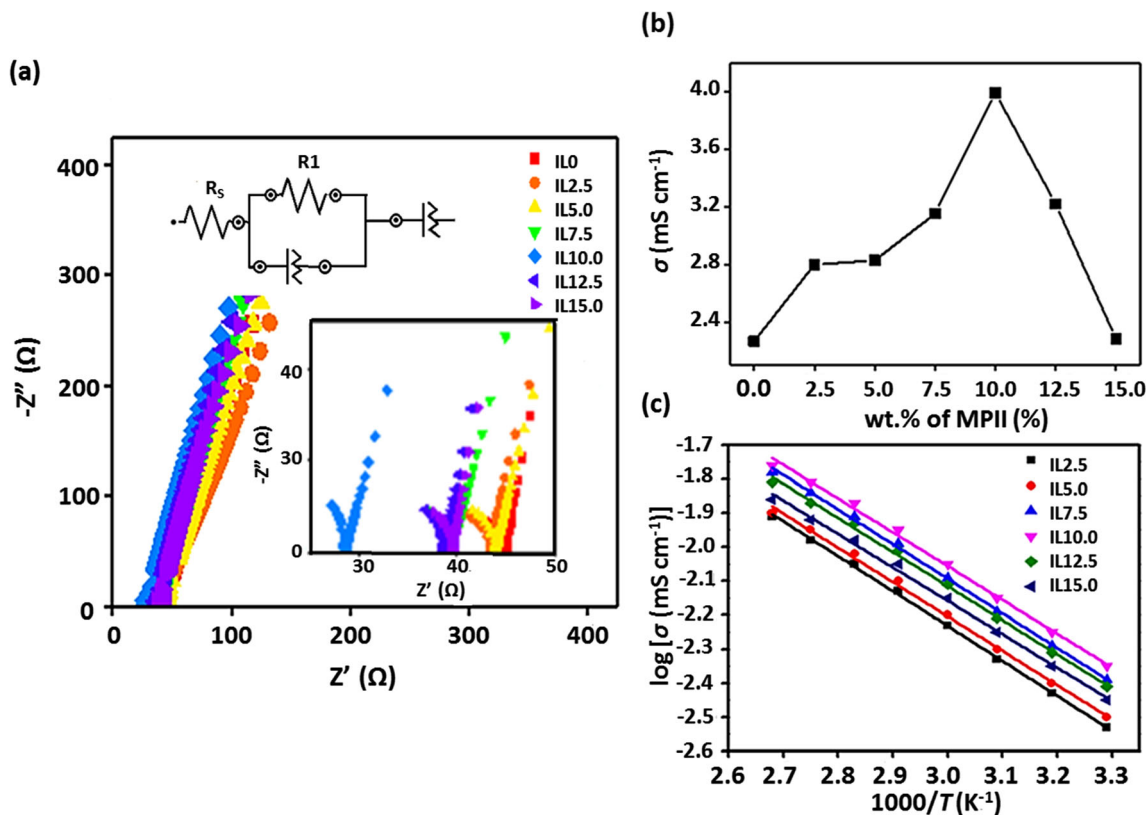 (a)
400
300
200
100
0
-Z″ (Ω)
0
100
200
300
400
Z′ (Ω)
Rs
R1
IL0
IL2.5
IL5.0
IL7.5
IL10.0
IL12.5
IL15.0
40
30
0
-Z″ (Ω)
30
40
50
Z′ (Ω)
(b)
4.0
3.6
3.2
2.8
2.4
σ (mS cm⁻¹)
0.0
2.5
5.0
7.5
10.0
12.5
15.0
wt.% of MPII (%)
(c)
-1.7
-1.8
-1.9
-2.0
-2.1
-2.2
-2.3
-2.4
-2.5
-2.6
log [σ (mS cm⁻¹)]
2.6
2.7
2.8
2.9
3.0
3.1
3.2
3.3
1000/T (K⁻¹)
IL2.5
IL5.0
IL7.5
IL10.0
IL12.5
IL15.0